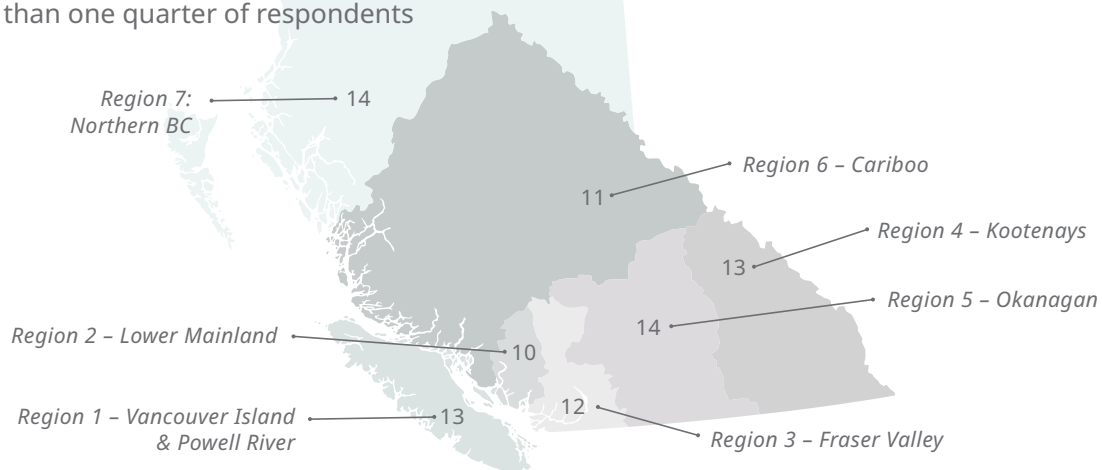 than one quarter of respondents
Region 7:
Northern BC
14
Region 6 – Cariboo
11
Region 4 – Kootenays
13
Region 5 – Okanagan
14
Region 2 – Lower Mainland
10
Region 1 – Vancouver Island
& Powell River
13
12
Region 3 – Fraser Valley